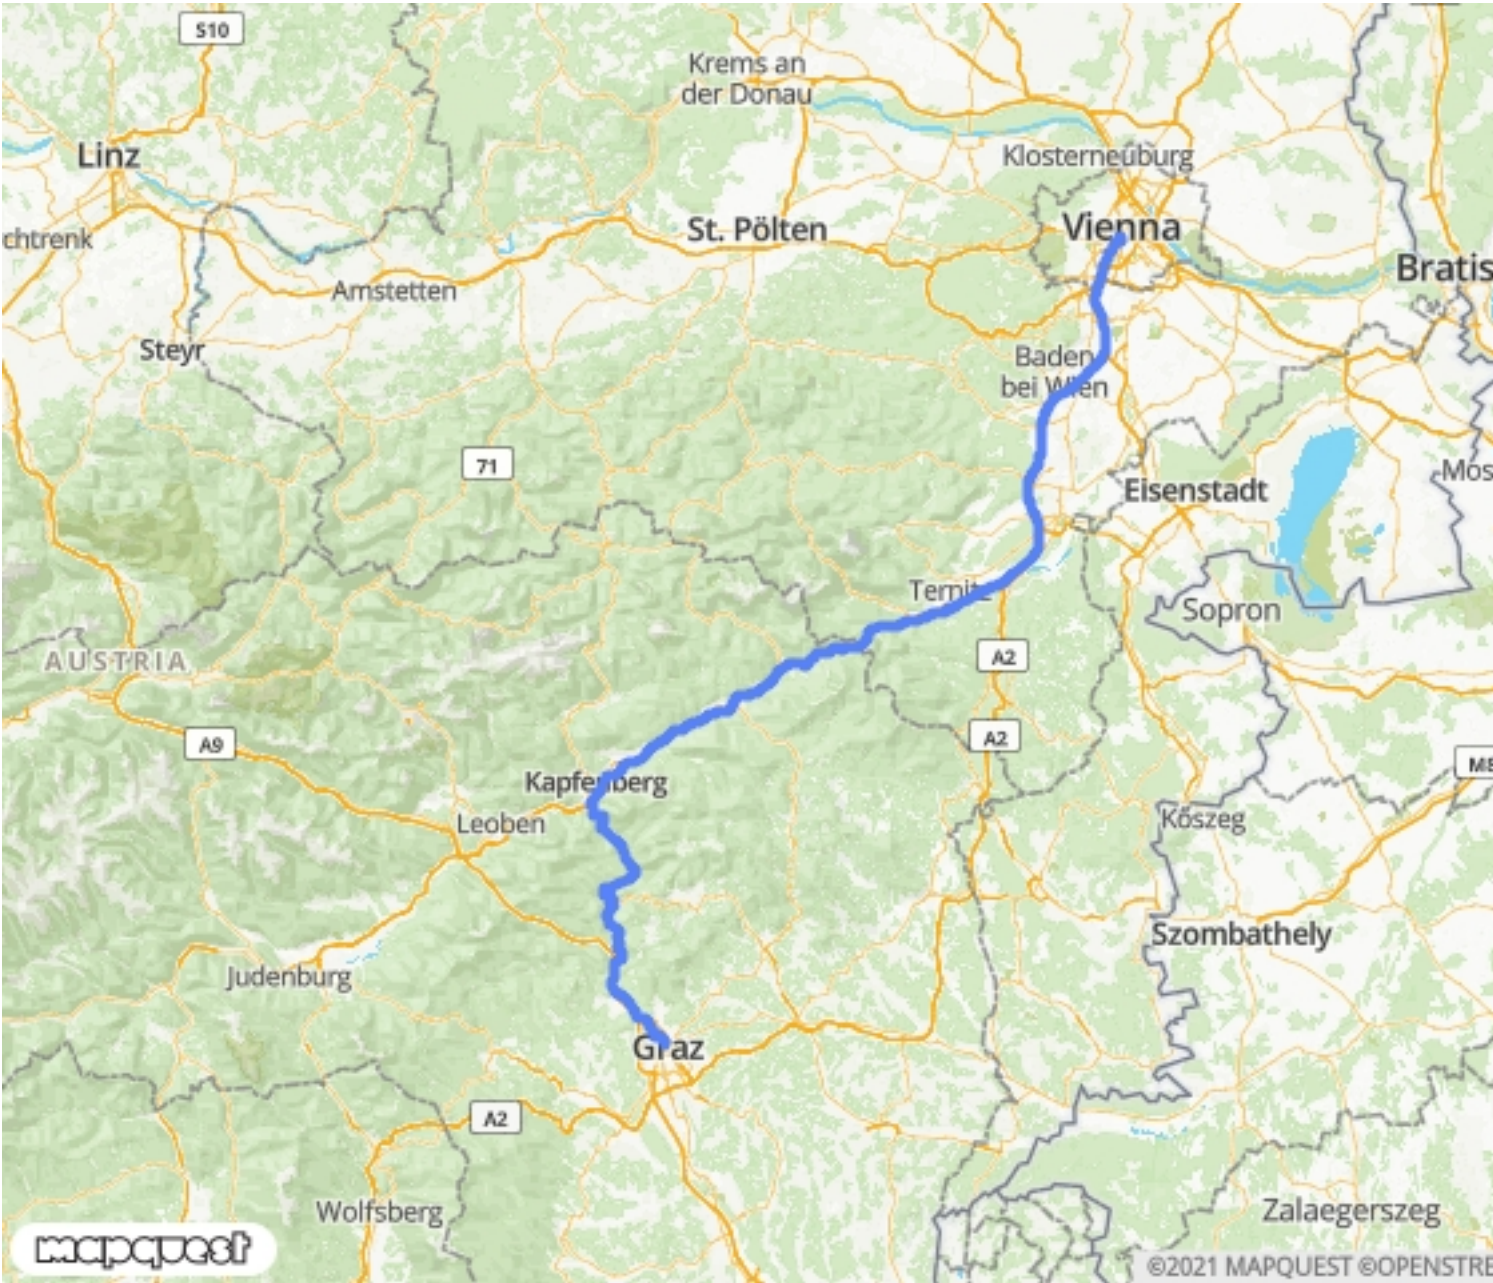 S10
Krems an
der Donau
Linz
Klosterneuburg
chtrenk
St. Pölten
Vienna
Bratis
Amstetten
Steyr
Baden
bei Wien
71
Mos
Eisenstadt
Ternitz
Sopron
AUSTRIA
A2
A9
A2
M8
Kapfenberg
Leoben
Kőszeg
Szombathely
Judenburg
Graz
A2
Wolfsberg
Zalaegerszeg
mapquest
©2021 MAPQUEST ©OPENSTRE